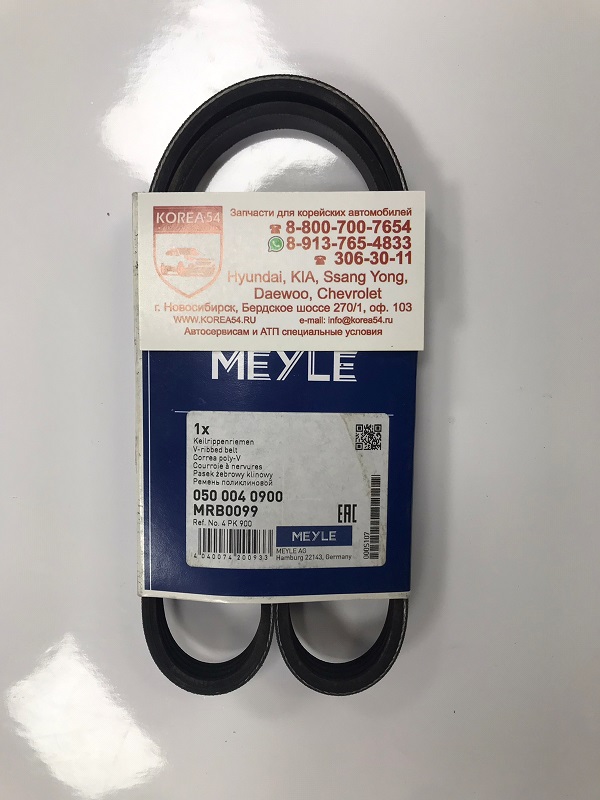 KOREA54
Запчасти для корейских автомобилей
8-800-700-7654
8-913-765-4833
306-30-11
Hyundai, KIA, Ssang Yong,
Daewoo, Chevrolet
г. Новосибирск, Бердское шоссе 270/1, оф. 103
WWW.KOREA54.RU e-mail: info@korea54.ru
Автосервисам и АТП специальные условия
MEYLE
1x
Keilrippenriemen
V-ribbed belt
Correa poly-V
Courroie à nervures
Pasek żebrowy klinowy
Ремень поликлиновой
050 004 0900
MRB0099
Ref. No. 4 PK 900
EAC
MEYLE
4040074200933
MEYLE AG
Hamburg 22143, Germany
0005107